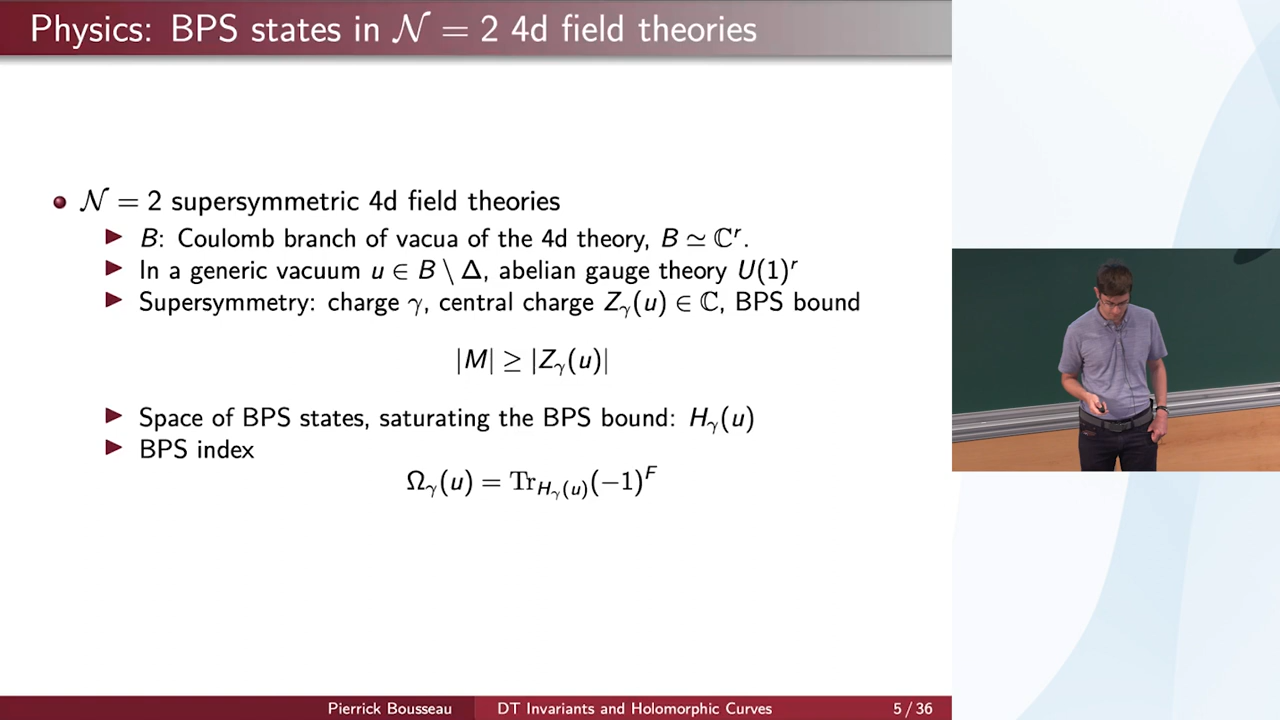 Physics: BPS states in 𝒩 = 2 4d field theories
𝒩 = 2 supersymmetric 4d field theories
B: Coulomb branch of vacua of the 4d theory, B ≃ ℂ^r.
In a generic vacuum u ∈ B \ Δ, abelian gauge theory U(1)^r
Supersymmetry: charge γ, central charge Z_γ(u) ∈ ℂ, BPS bound
|M| ≥ |Z_γ(u)|
Space of BPS states, saturating the BPS bound: H_γ(u)
BPS index
Ω_γ(u) = Tr_{H_γ(u)}(−1)^F
Pierrick Bousseau DT Invariants and Holomorphic Curves 5 / 36